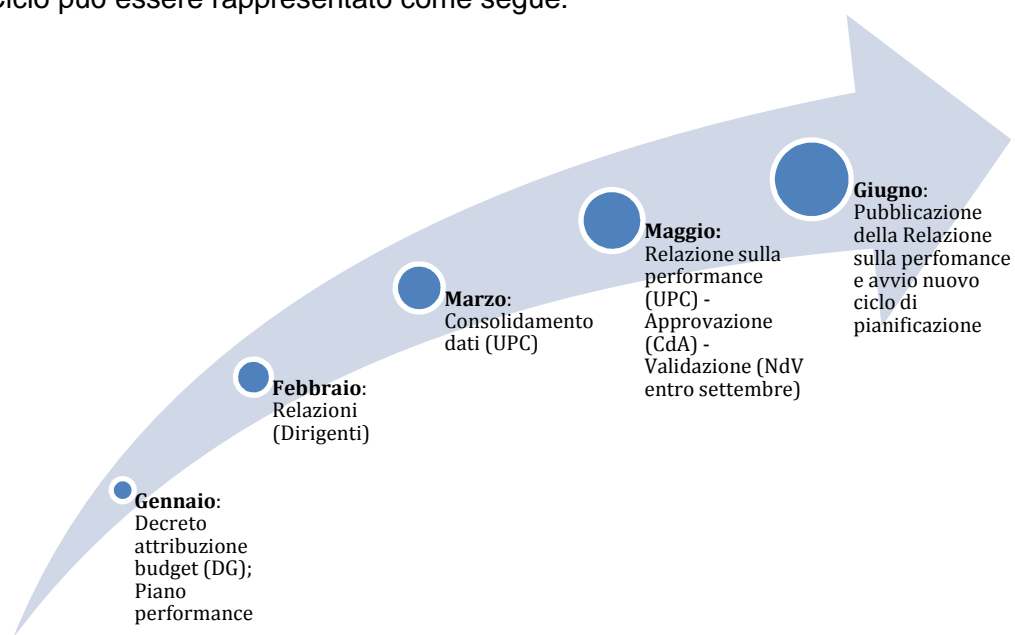 Ciclo può essere rappresentato come segue:
Gennaio:
Decreto
attribuzione
budget (DG);
Piano
performance
Febbraio:
Relazioni
(Dirigenti)
Marzo:
Consolidamento
dati (UPC)
Maggio:
Relazione sulla
performance
(UPC) -
Approvazione
(CdA) -
Validazione (NdV
entro settembre)
Giugno:
Pubblicazione
della Relazione
sulla perfomance
e avvio nuovo
ciclo di
pianificazione